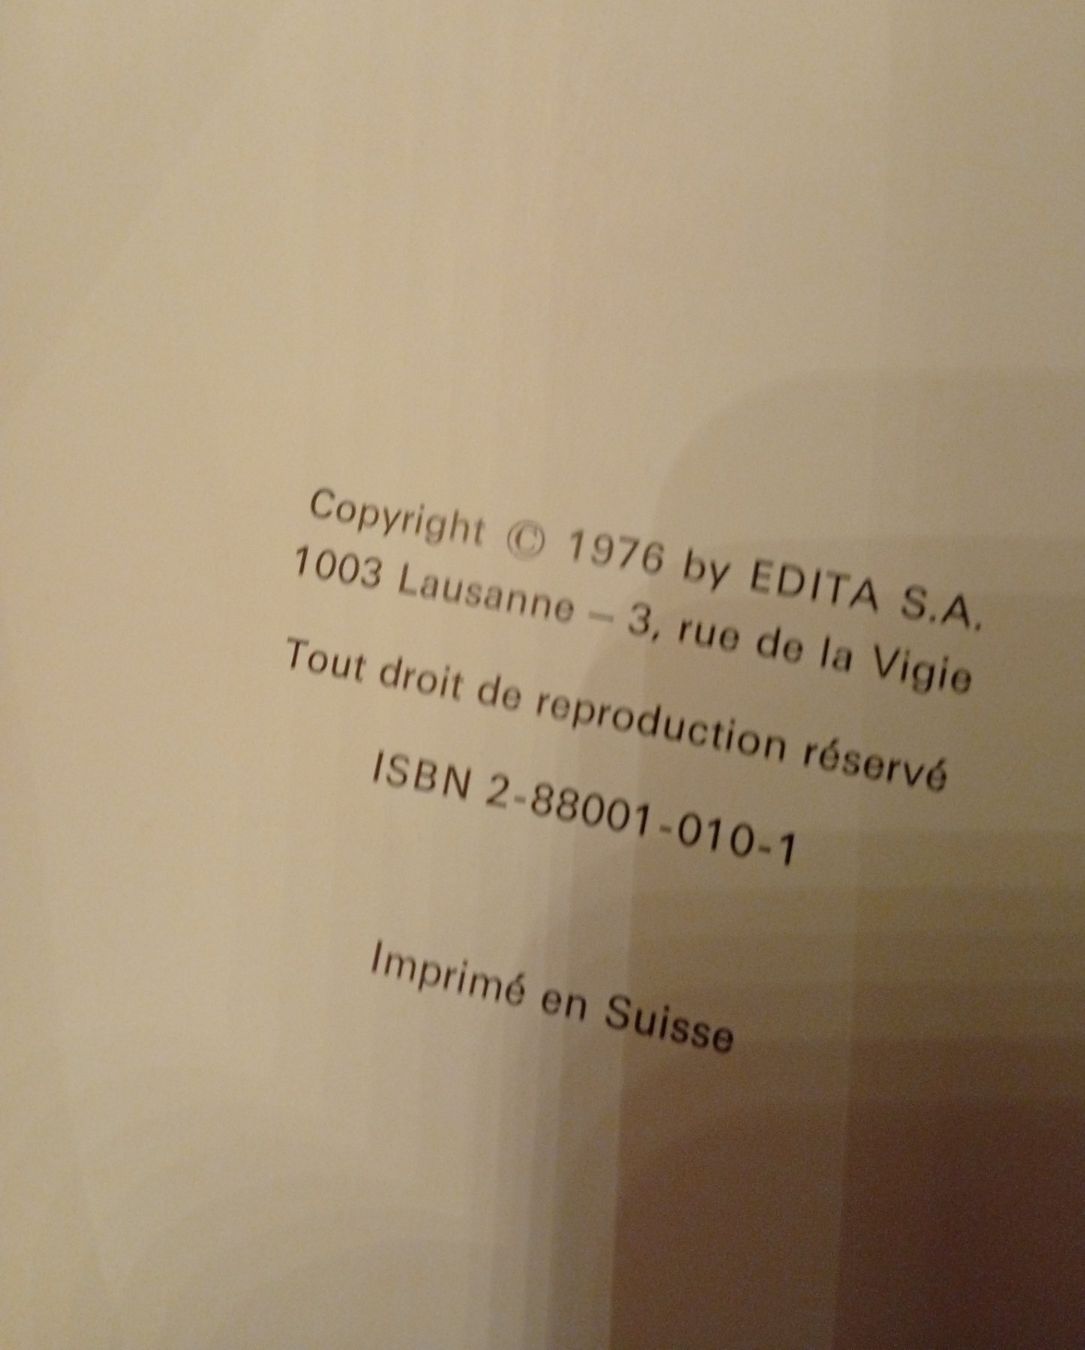 Copyright © 1976 by EDITA S.A.
1003 Lausanne – 3, rue de la Vigie
Tout droit de reproduction réservé
ISBN 2-88001-010-1
Imprimé en Suisse